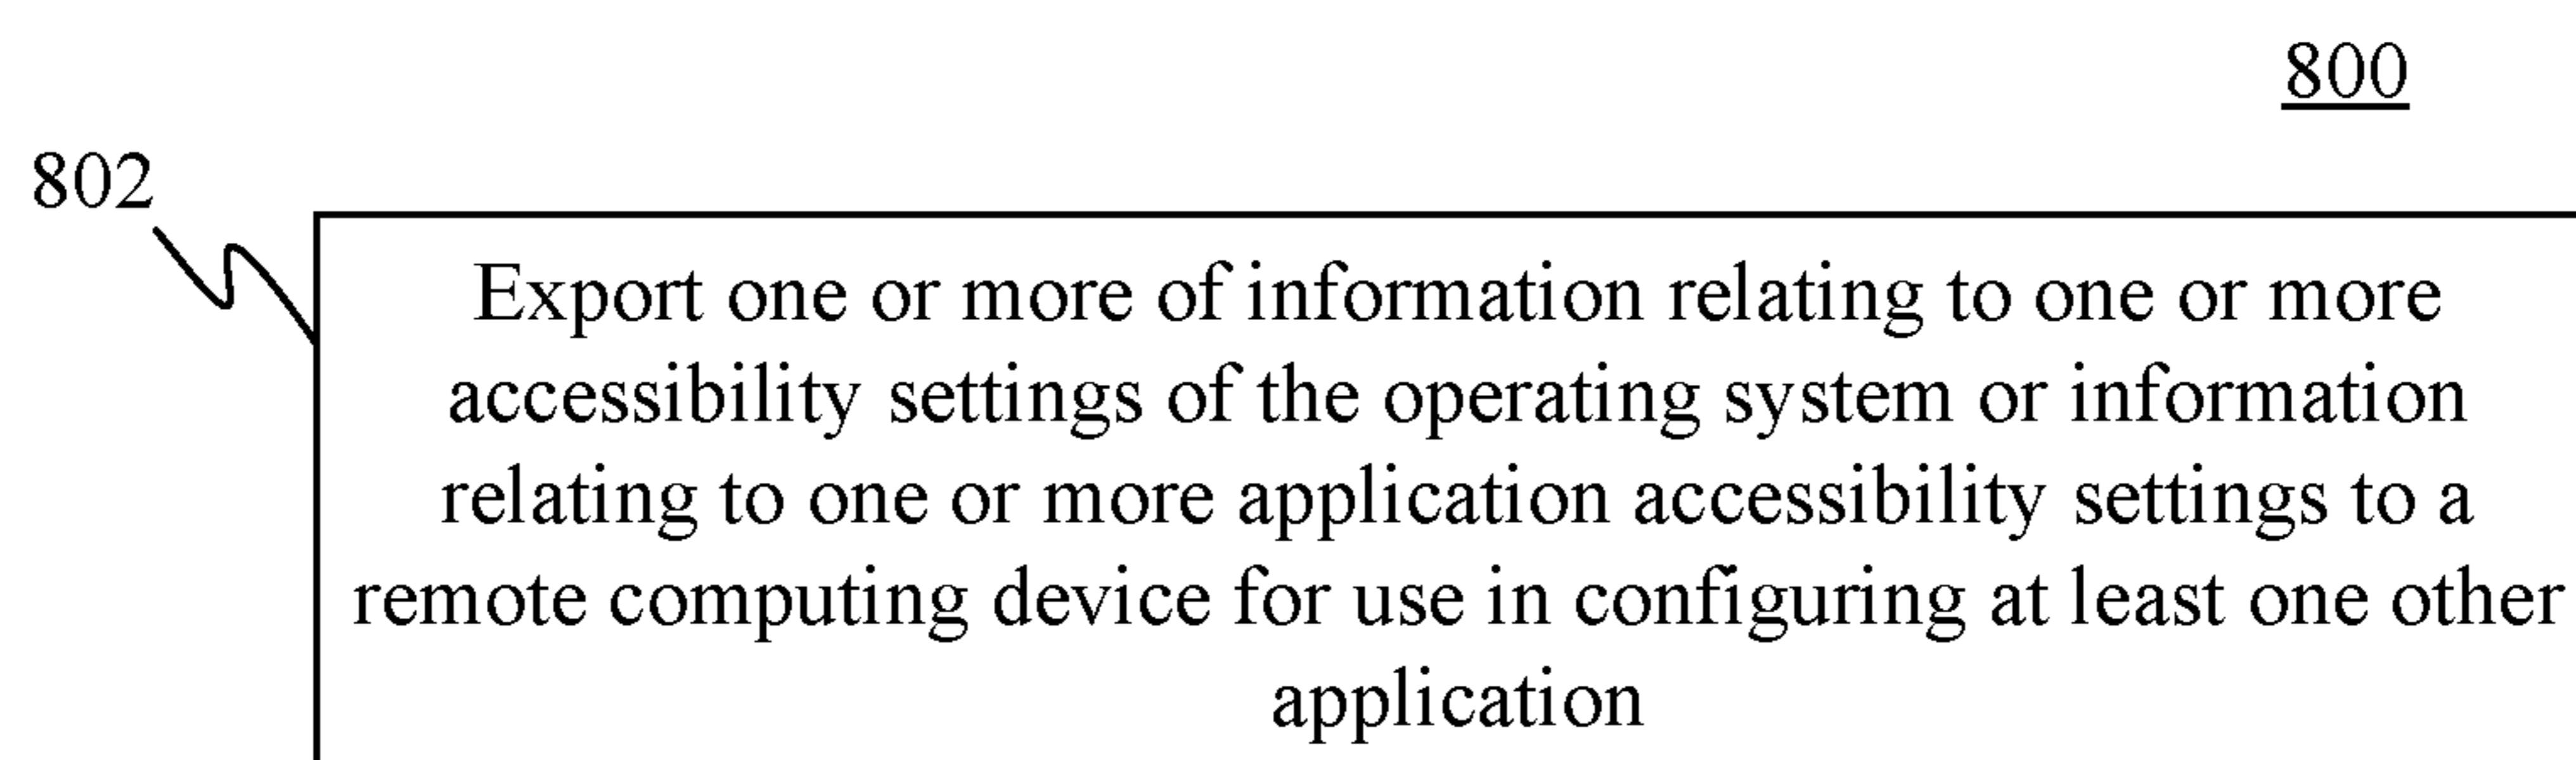 800
802
Export one or more of information relating to one or more
accessibility settings of the operating system or information
relating to one or more application accessibility settings to a
remote computing device for use in configuring at least one other
application